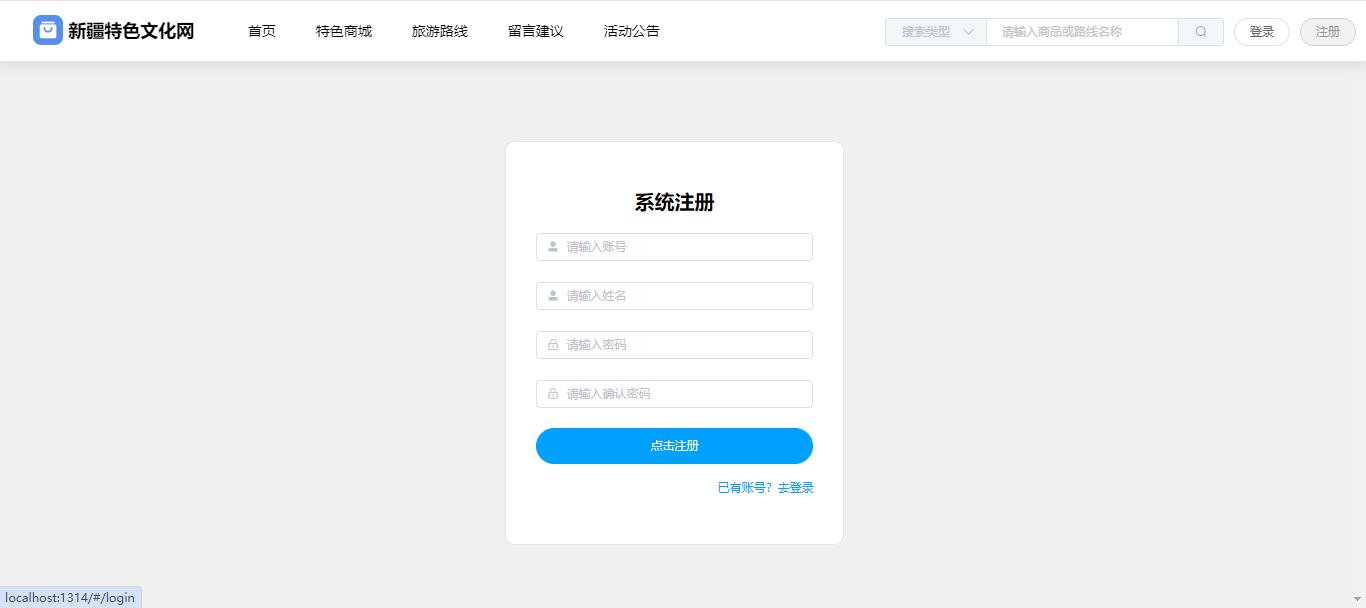 新疆特色文化网 首页 特色商城 旅游路线 留言建议 活动公告 搜索类型 请输入商品或路线名称 登录 注册
系统注册
请输入账号
请输入姓名
请输入密码
请输入确认密码
点击注册
已有账号？去登录
localhost:1314/#/login